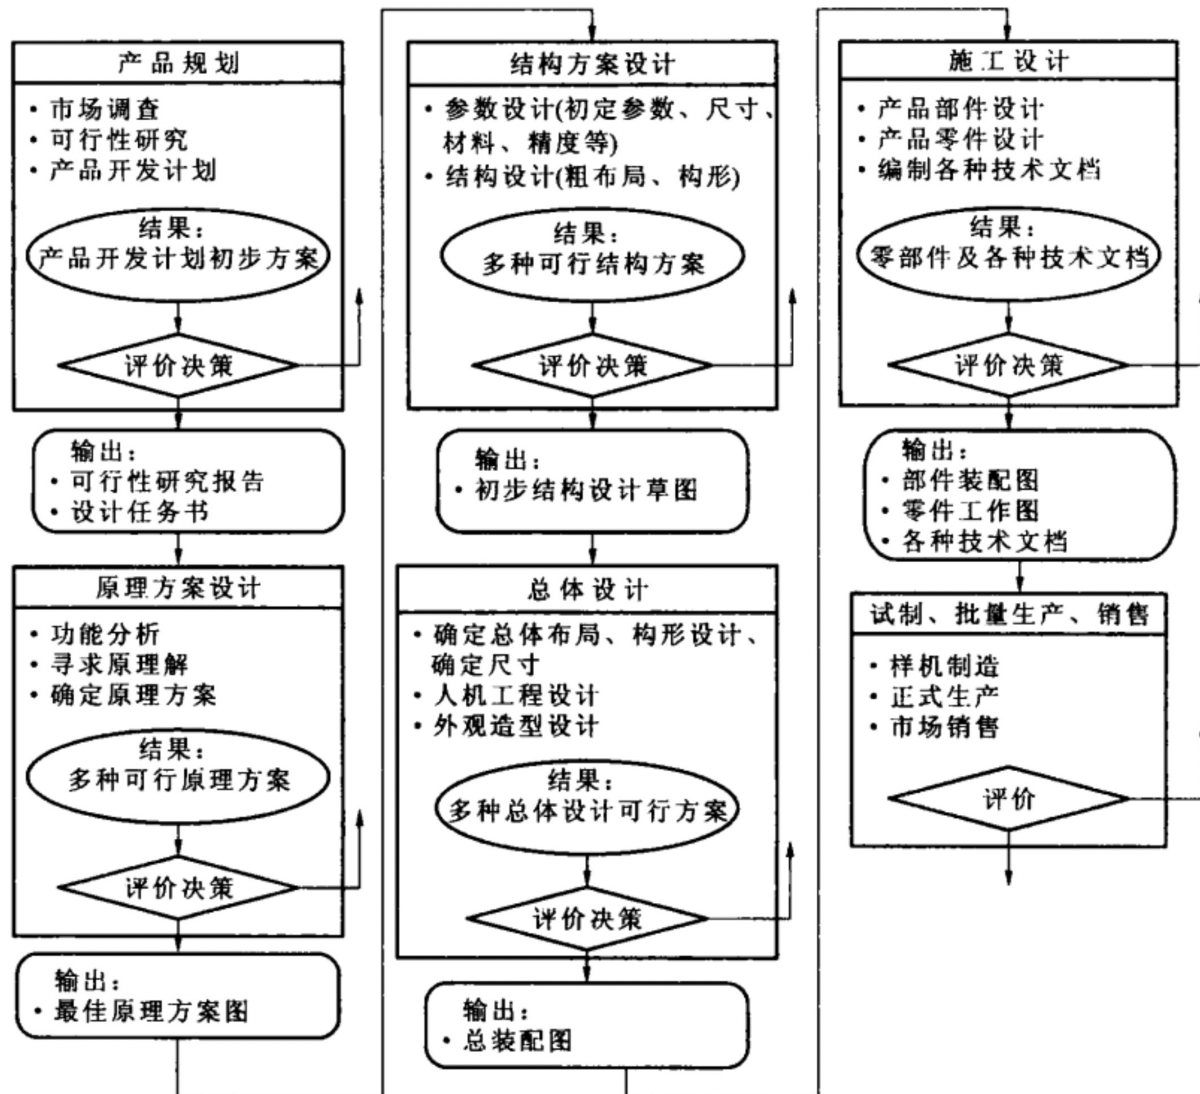 产品规划
• 市场调查
• 可行性研究
• 产品开发计划
结果：
产品开发计划初步方案
评价决策
输出：
• 可行性研究报告
• 设计任务书
原理方案设计
• 功能分析
• 寻求原理解
• 确定原理方案
结果：
多种可行原理方案
评价决策
输出：
• 最佳原理方案图
结构方案设计
• 参数设计(初定参数、尺寸、
材料、精度等)
• 结构设计(粗布局、构形)
结果：
多种可行结构方案
评价决策
输出：
• 初步结构设计草图
总体设计
• 确定总体布局、构形设计、
确定尺寸
• 人机工程设计
• 外观造型设计
结果：
多种总体设计可行方案
评价决策
输出：
• 总装配图
施工设计
• 产品部件设计
• 产品零件设计
• 编制各种技术文档
结果：
零部件及各种技术文档
评价决策
输出：
• 部件装配图
• 零件工作图
• 各种技术文档
试制、批量生产、销售
• 样机制造
• 正式生产
• 市场销售
评价